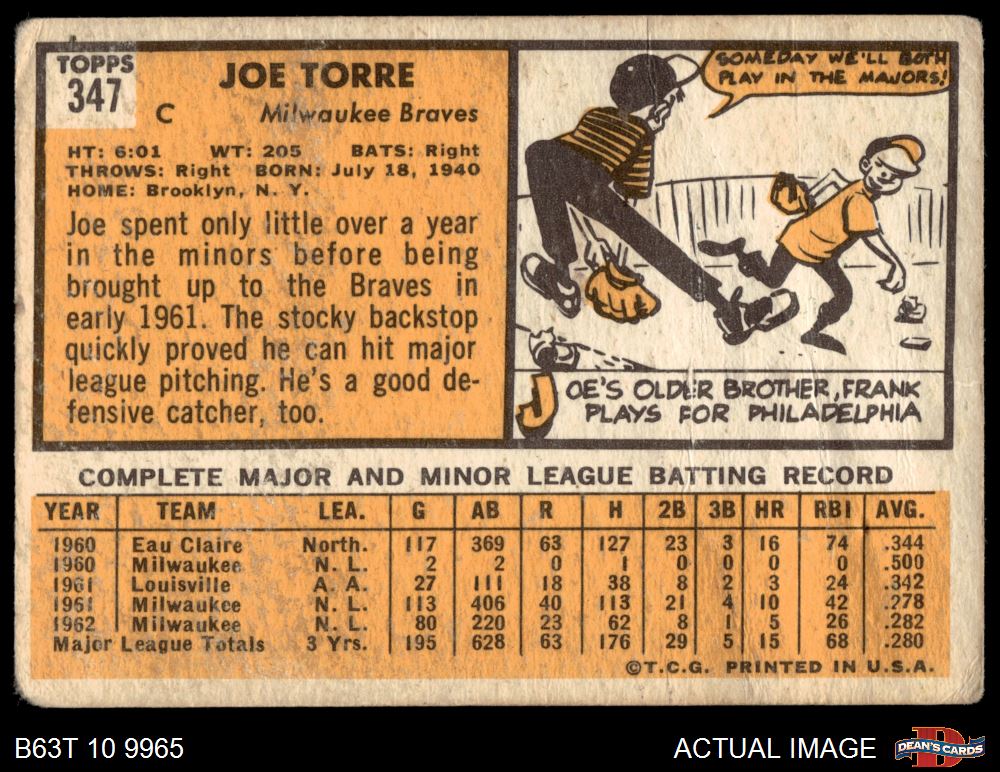 TOPPS
347
JOE TORRE
C Milwaukee Braves
HT: 6:01 WT: 205 BATS: Right
THROWS: Right BORN: July 18, 1940
HOME: Brooklyn, N. Y.
Joe spent only little over a year
in the minors before being
brought up to the Braves in
early 1961. The stocky backstop
quickly proved he can hit major
league pitching. He's a good de-
fensive catcher, too.
SOMEDAY WE'LL BOTH
PLAY IN THE MAJORS!
JOE'S OLDER BROTHER, FRANK
PLAYS FOR PHILADELPHIA
COMPLETE MAJOR AND MINOR LEAGUE BATTING RECORD
YEAR TEAM LEA. G AB R H 2B 3B HR RBI AVG.
1960 Eau Claire North. 117 369 63 127 23 3 16 74 .344
1960 Milwaukee N. L. 2 2 0 1 0 0 0 0 .500
1961 Louisville A. A. 27 111 18 38 8 2 3 24 .342
1961 Milwaukee N. L. 113 406 40 113 21 4 10 42 .278
1962 Milwaukee N. L. 80 220 23 62 8 1 5 26 .282
Major League Totals 3 Yrs. 195 628 63 176 29 5 15 68 .280
©T.C.G. PRINTED IN U.S.A.
B63T 10 9965 ACTUAL IMAGE DEAN'S CARDS